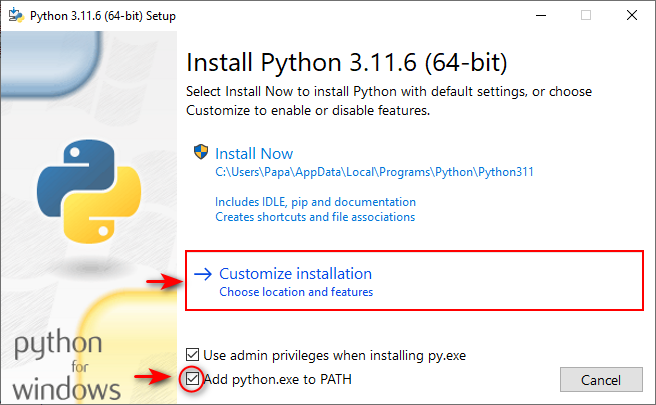 Python 3.11.6 (64-bit) Setup
Install Python 3.11.6 (64-bit)
Select Install Now to install Python with default settings, or choose
Customize to enable or disable features.
Install Now
C:\Users\Papa\AppData\Local\Programs\Python\Python311
Includes IDLE, pip and documentation
Creates shortcuts and file associations
Customize installation
Choose location and features
Use admin privileges when installing py.exe
Add python.exe to PATH
Cancel
python
for
windows